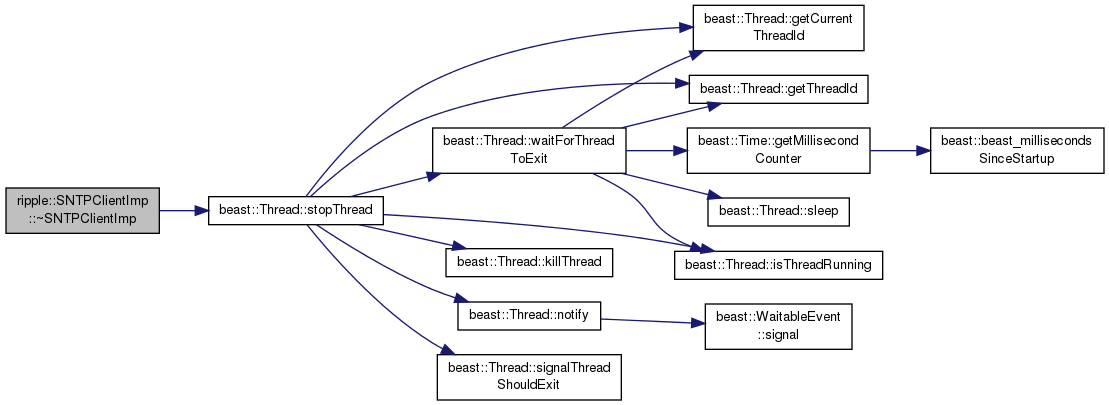 ripple::SNTPClientImp
::~SNTPClientImp
beast::Thread::stopThread
beast::Thread::waitForThread
ToExit
beast::Thread::killThread
beast::Thread::notify
beast::Thread::signalThread
ShouldExit
beast::Thread::getCurrent
ThreadId
beast::Thread::getThreadId
beast::Time::getMillisecond
Counter
beast::Thread::sleep
beast::Thread::isThreadRunning
beast::WaitableEvent
::signal
beast::beast_milliseconds
SinceStartup